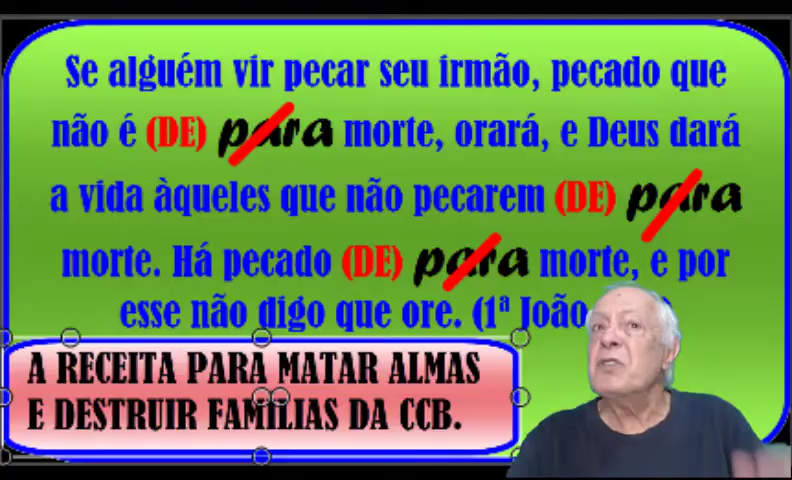 Se alguém vir pecar seu irmão, pecado que
não é (DE) para morte, orará, e Deus dará
a vida àqueles que não pecarem (DE) para
morte. Há pecado (DE) para morte, e por
esse não digo que ore. (1ª João
A RECEITA PARA MATAR ALMAS
E DESTRUIR FAMÍLIAS DA CCB.